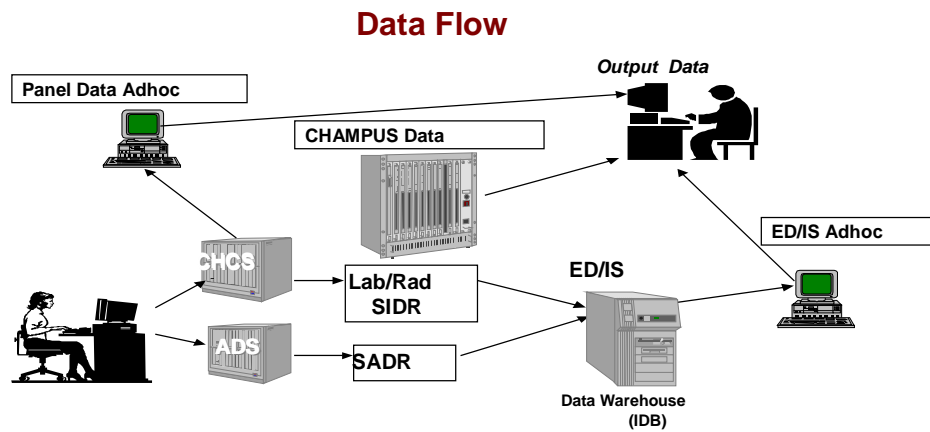 Data Flow
Output Data
Panel Data Adhoc
CHAMPUS Data
ED/IS Adhoc
CHCS
Lab/Rad
SIDR
ED/IS
ADS
SADR
Data Warehouse
(IDB)